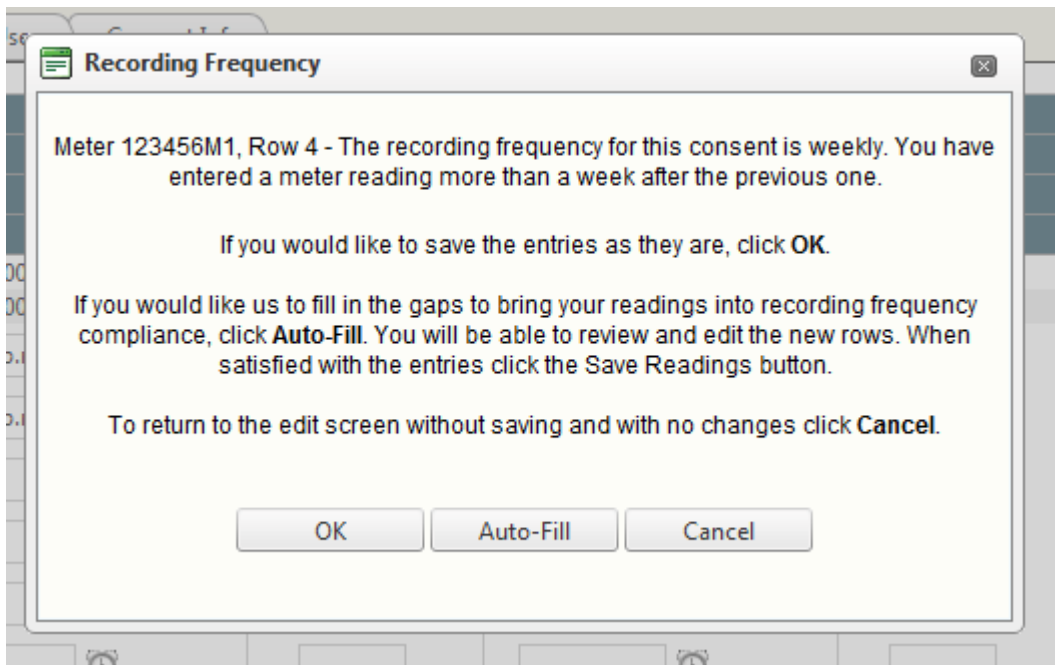 Recording Frequency
Meter 123456M1, Row 4 - The recording frequency for this consent is weekly. You have
entered a meter reading more than a week after the previous one.
If you would like to save the entries as they are, click OK.
If you would like us to fill in the gaps to bring your readings into recording frequency
compliance, click Auto-Fill. You will be able to review and edit the new rows. When
satisfied with the entries click the Save Readings button.
To return to the edit screen without saving and with no changes click Cancel.
OK Auto-Fill Cancel